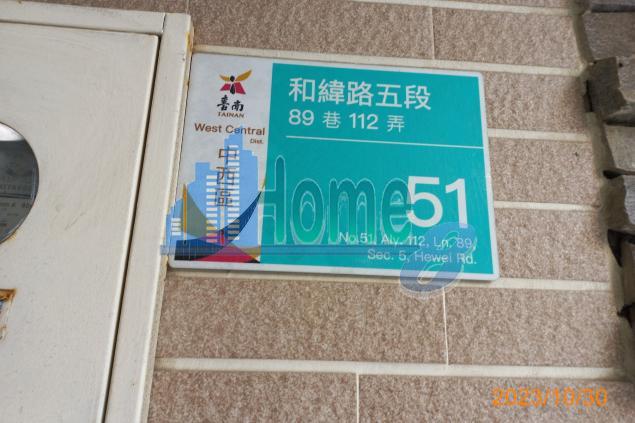 臺南
TAINAN
West Central
Dist.
中西區
和緯路五段
89 巷 112 弄
51
No.51, Aly. 112, Ln. 89,
Sec. 5, Hewei Rd.
Home 8
2023/10/30